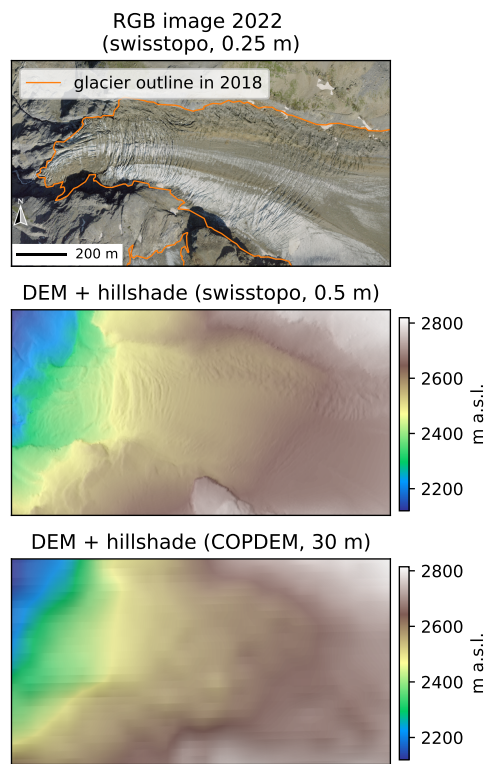 RGB image 2022
(swisstopo, 0.25 m)
glacier outline in 2018
N
200 m
DEM + hillshade (swisstopo, 0.5 m)
2800
2600
2400
2200
m a.s.l.
DEM + hillshade (COPDEM, 30 m)
2800
2600
2400
2200
m a.s.l.